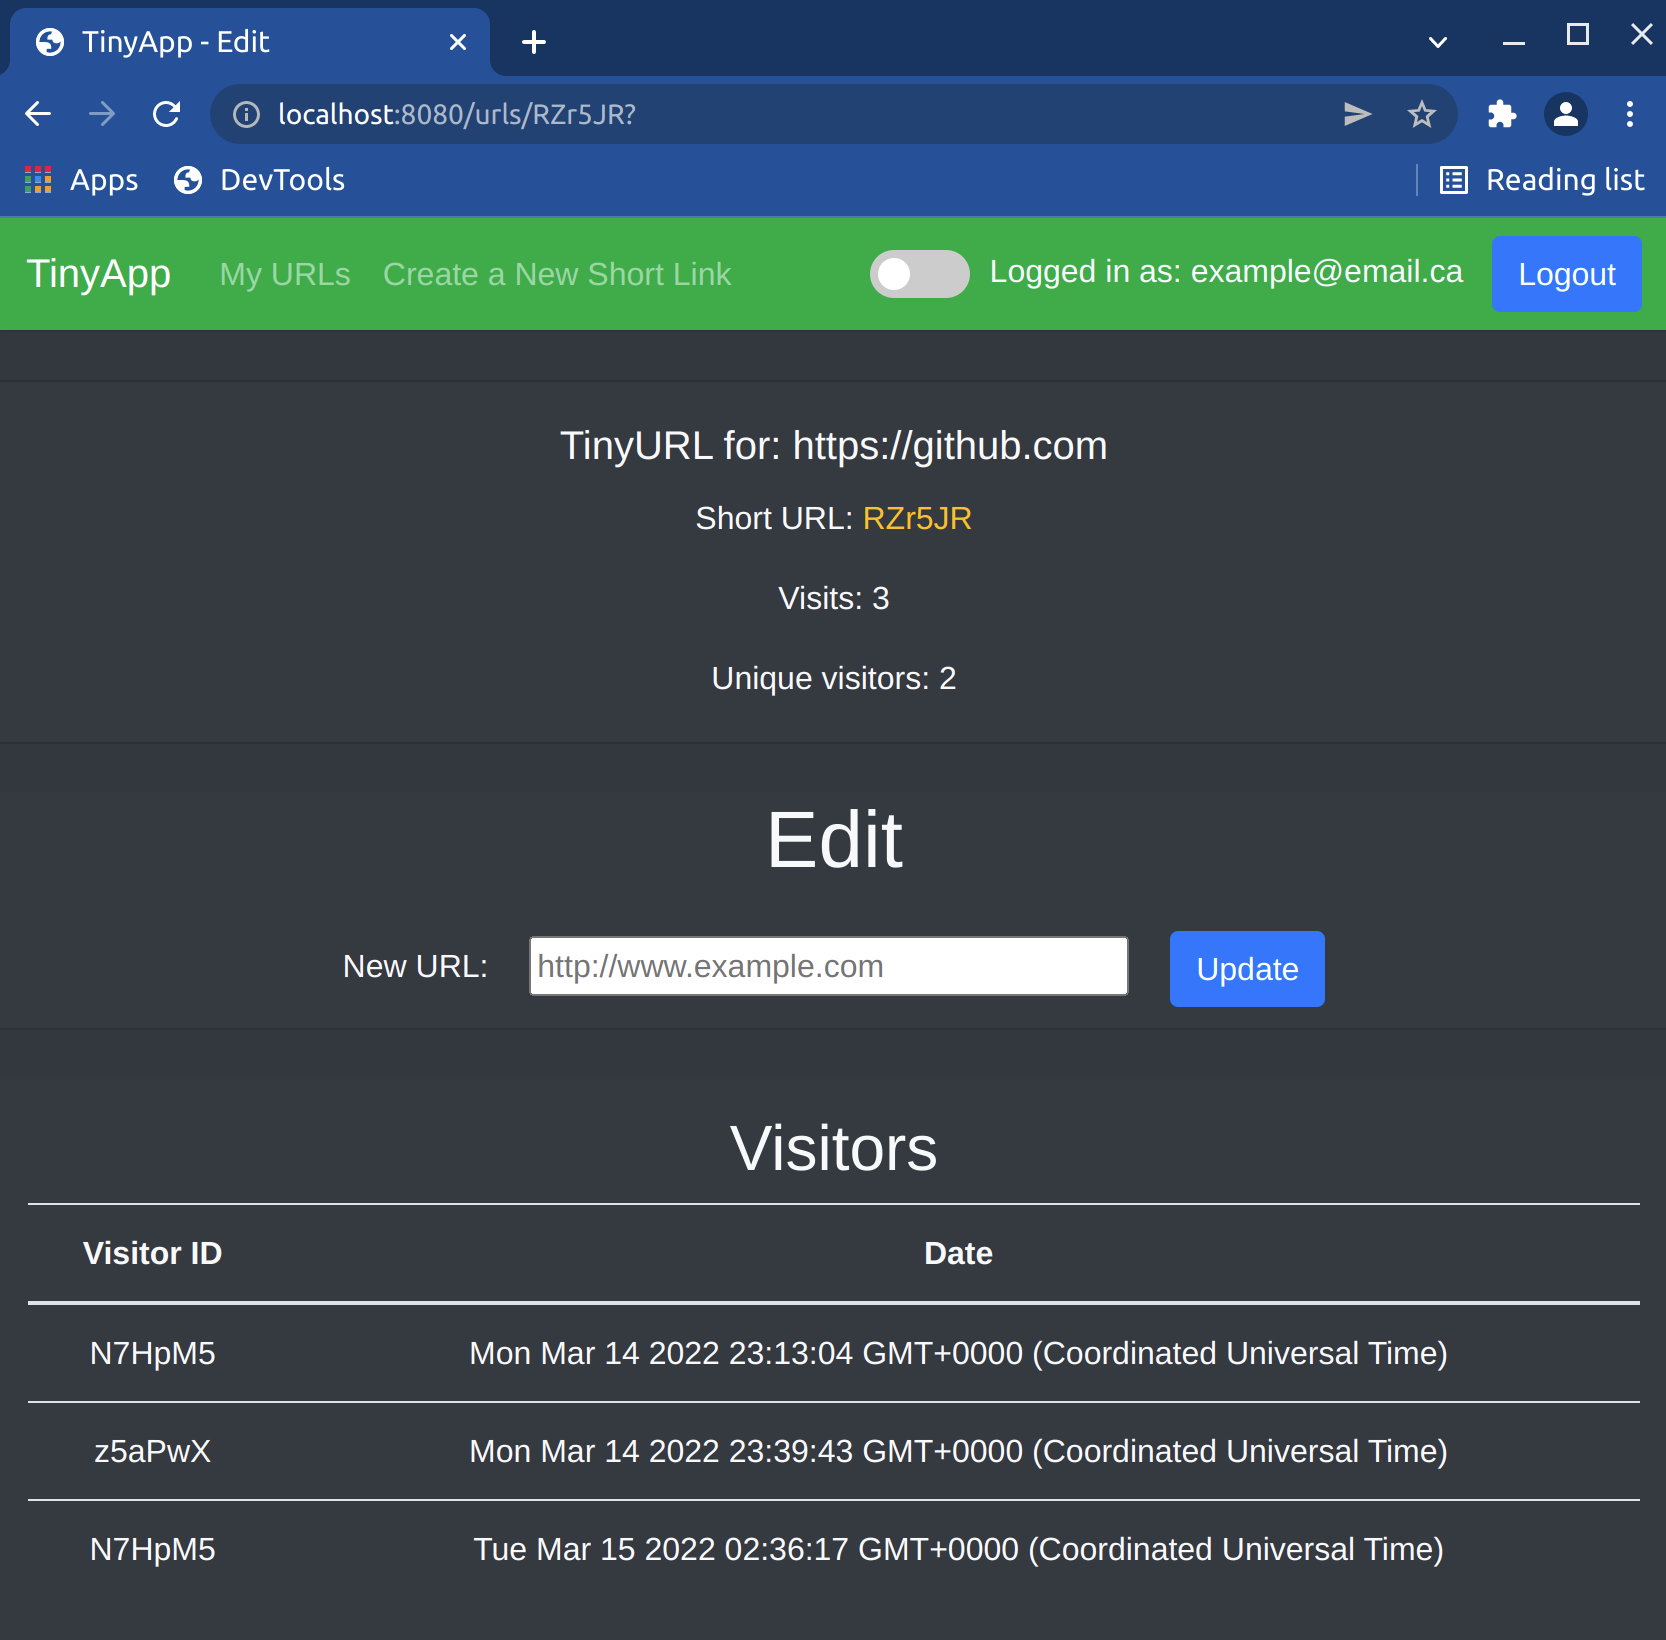 TinyApp - Edit
localhost:8080/urls/RZr5JR?
Apps DevTools Reading list
TinyApp My URLs Create a New Short Link Logged in as: example@email.ca Logout
TinyURL for: https://github.com
Short URL: RZr5JR
Visits: 3
Unique visitors: 2
Edit
New URL: http://www.example.com Update
Visitors
Visitor ID Date
N7HpM5 Mon Mar 14 2022 23:13:04 GMT+0000 (Coordinated Universal Time)
z5aPwX Mon Mar 14 2022 23:39:43 GMT+0000 (Coordinated Universal Time)
N7HpM5 Tue Mar 15 2022 02:36:17 GMT+0000 (Coordinated Universal Time)